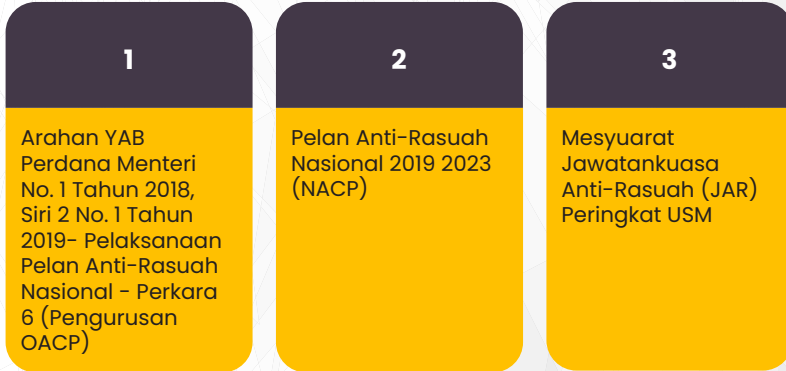 1
Arahan YAB
Perdana Menteri
No. 1 Tahun 2018,
Siri 2 No. 1 Tahun
2019- Pelaksanaan
Pelan Anti-Rasuah
Nasional - Perkara
6 (Pengurusan
OACP)
2
Pelan Anti-Rasuah
Nasional 2019 2023
(NACP)
3
Mesyuarat
Jawatankuasa
Anti-Rasuah (JAR)
Peringkat USM